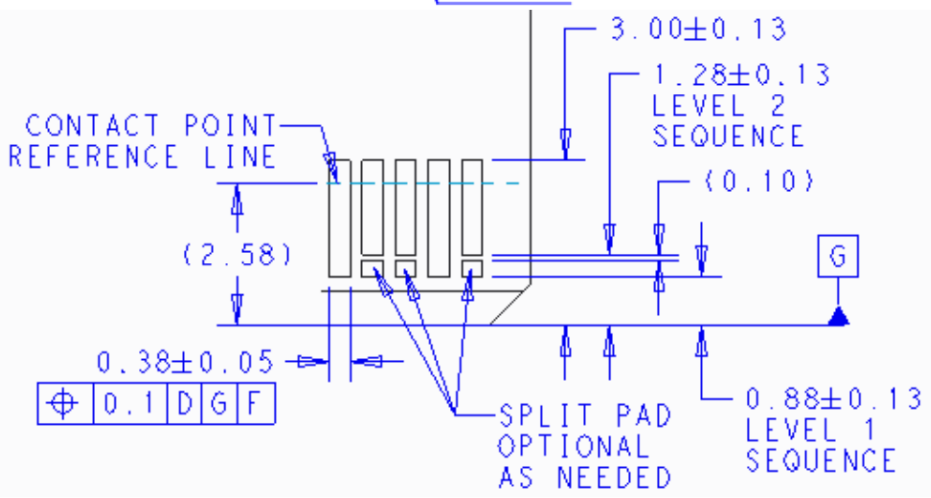 3.00±0.13
1.28±0.13
LEVEL 2
SEQUENCE
CONTACT POINT
REFERENCE LINE
(0.10)
(2.58)
G
0.38±0.05
⌖ 0.1 D G F
SPLIT PAD
OPTIONAL
AS NEEDED
0.88±0.13
LEVEL 1
SEQUENCE